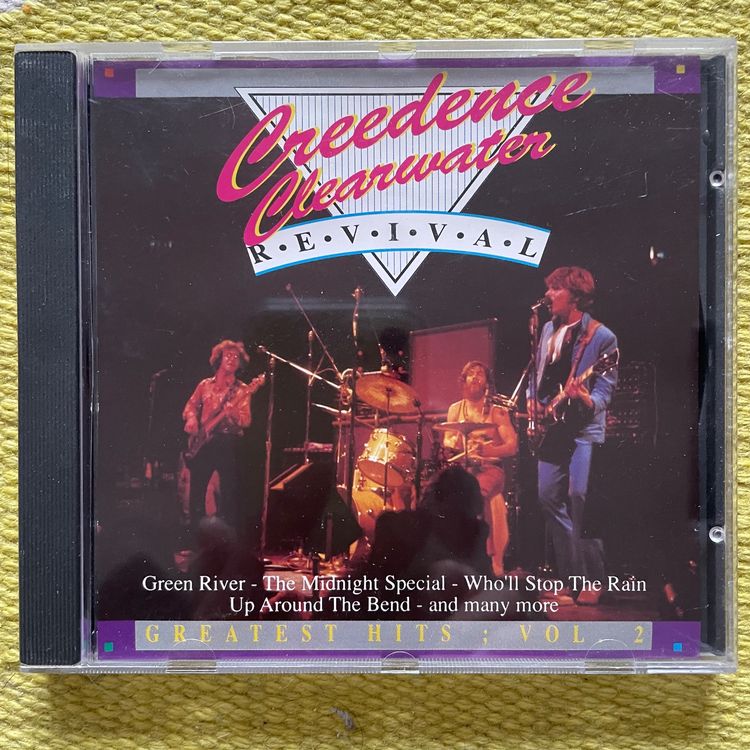 Creedence
Clearwater
R•E•V•I•V•A•L
Green River - The Midnight Special - Who'll Stop The Rain
Up Around The Bend - and many more
GREATEST HITS ; VOL. 2